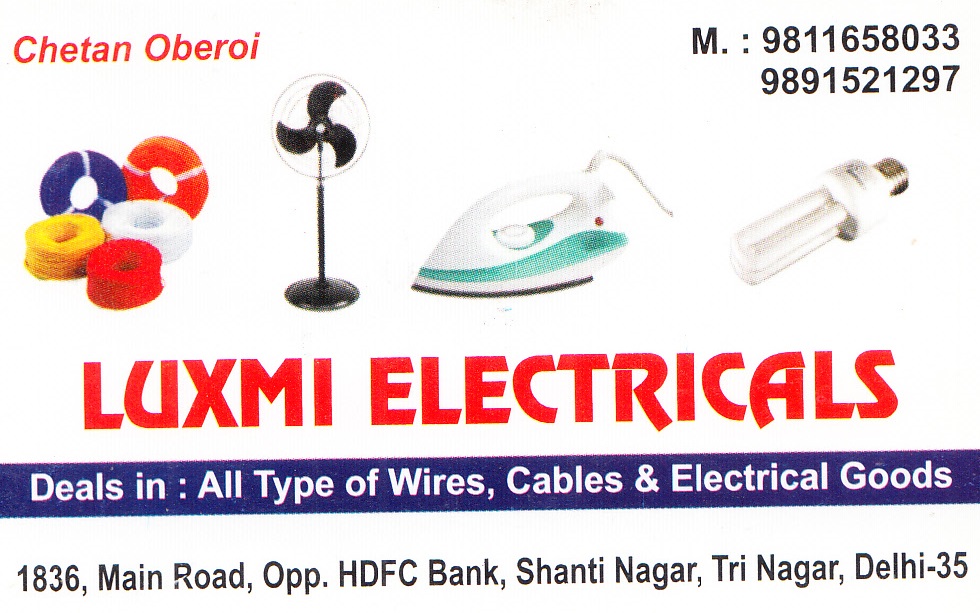 Chetan Oberoi
M. : 9811658033
9891521297
LUXMI ELECTRICALS
Deals in : All Type of Wires, Cables & Electrical Goods
1836, Main Road, Opp. HDFC Bank, Shanti Nagar, Tri Nagar, Delhi-35